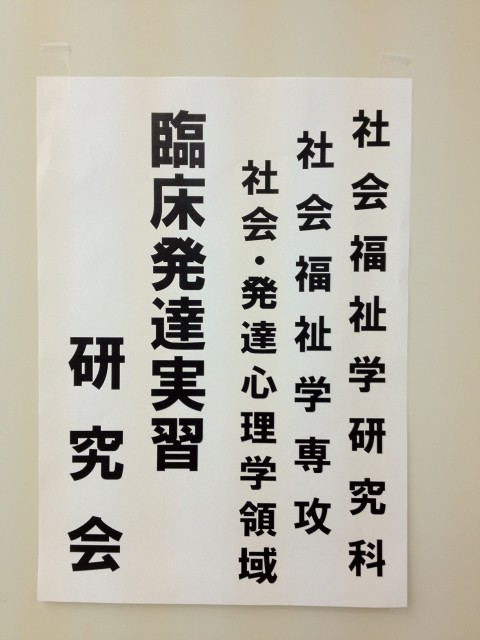 社会福祉学研究科
社会福祉学専攻
社会・発達心理学領域
臨床発達実習
研究会